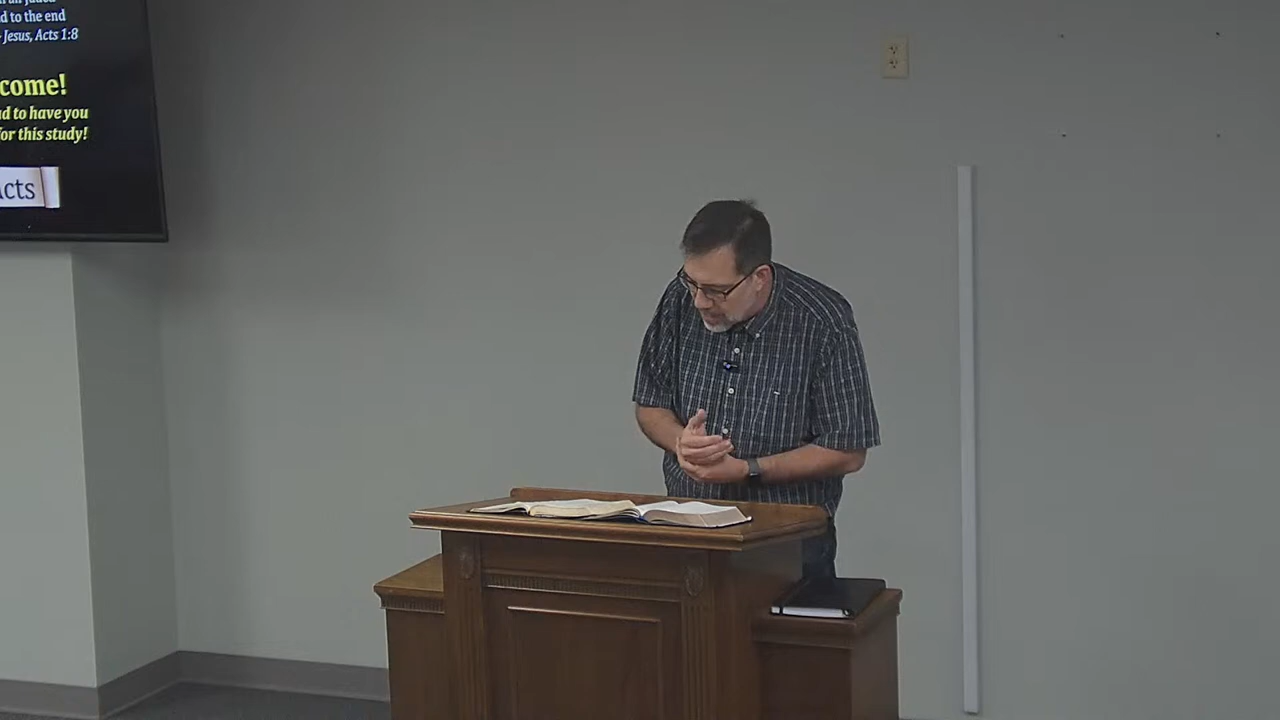 d to the end
Jesus, Acts 1:8
come!
d to have you
for this study!
Acts